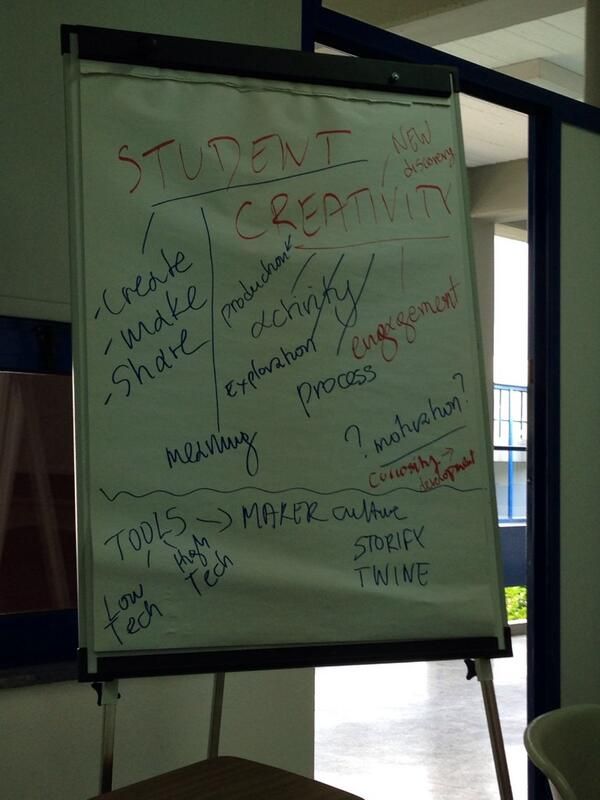 STUDENT
NEW
discovery
CREATIVITY
-Create
-make
-Share
production
activity
engagement
Exploration
process
meaning
? motivation?
curiosity →
development
TOOLS → MAKER culture
High
Tech
Low
Tech
STORIFY
TWINE